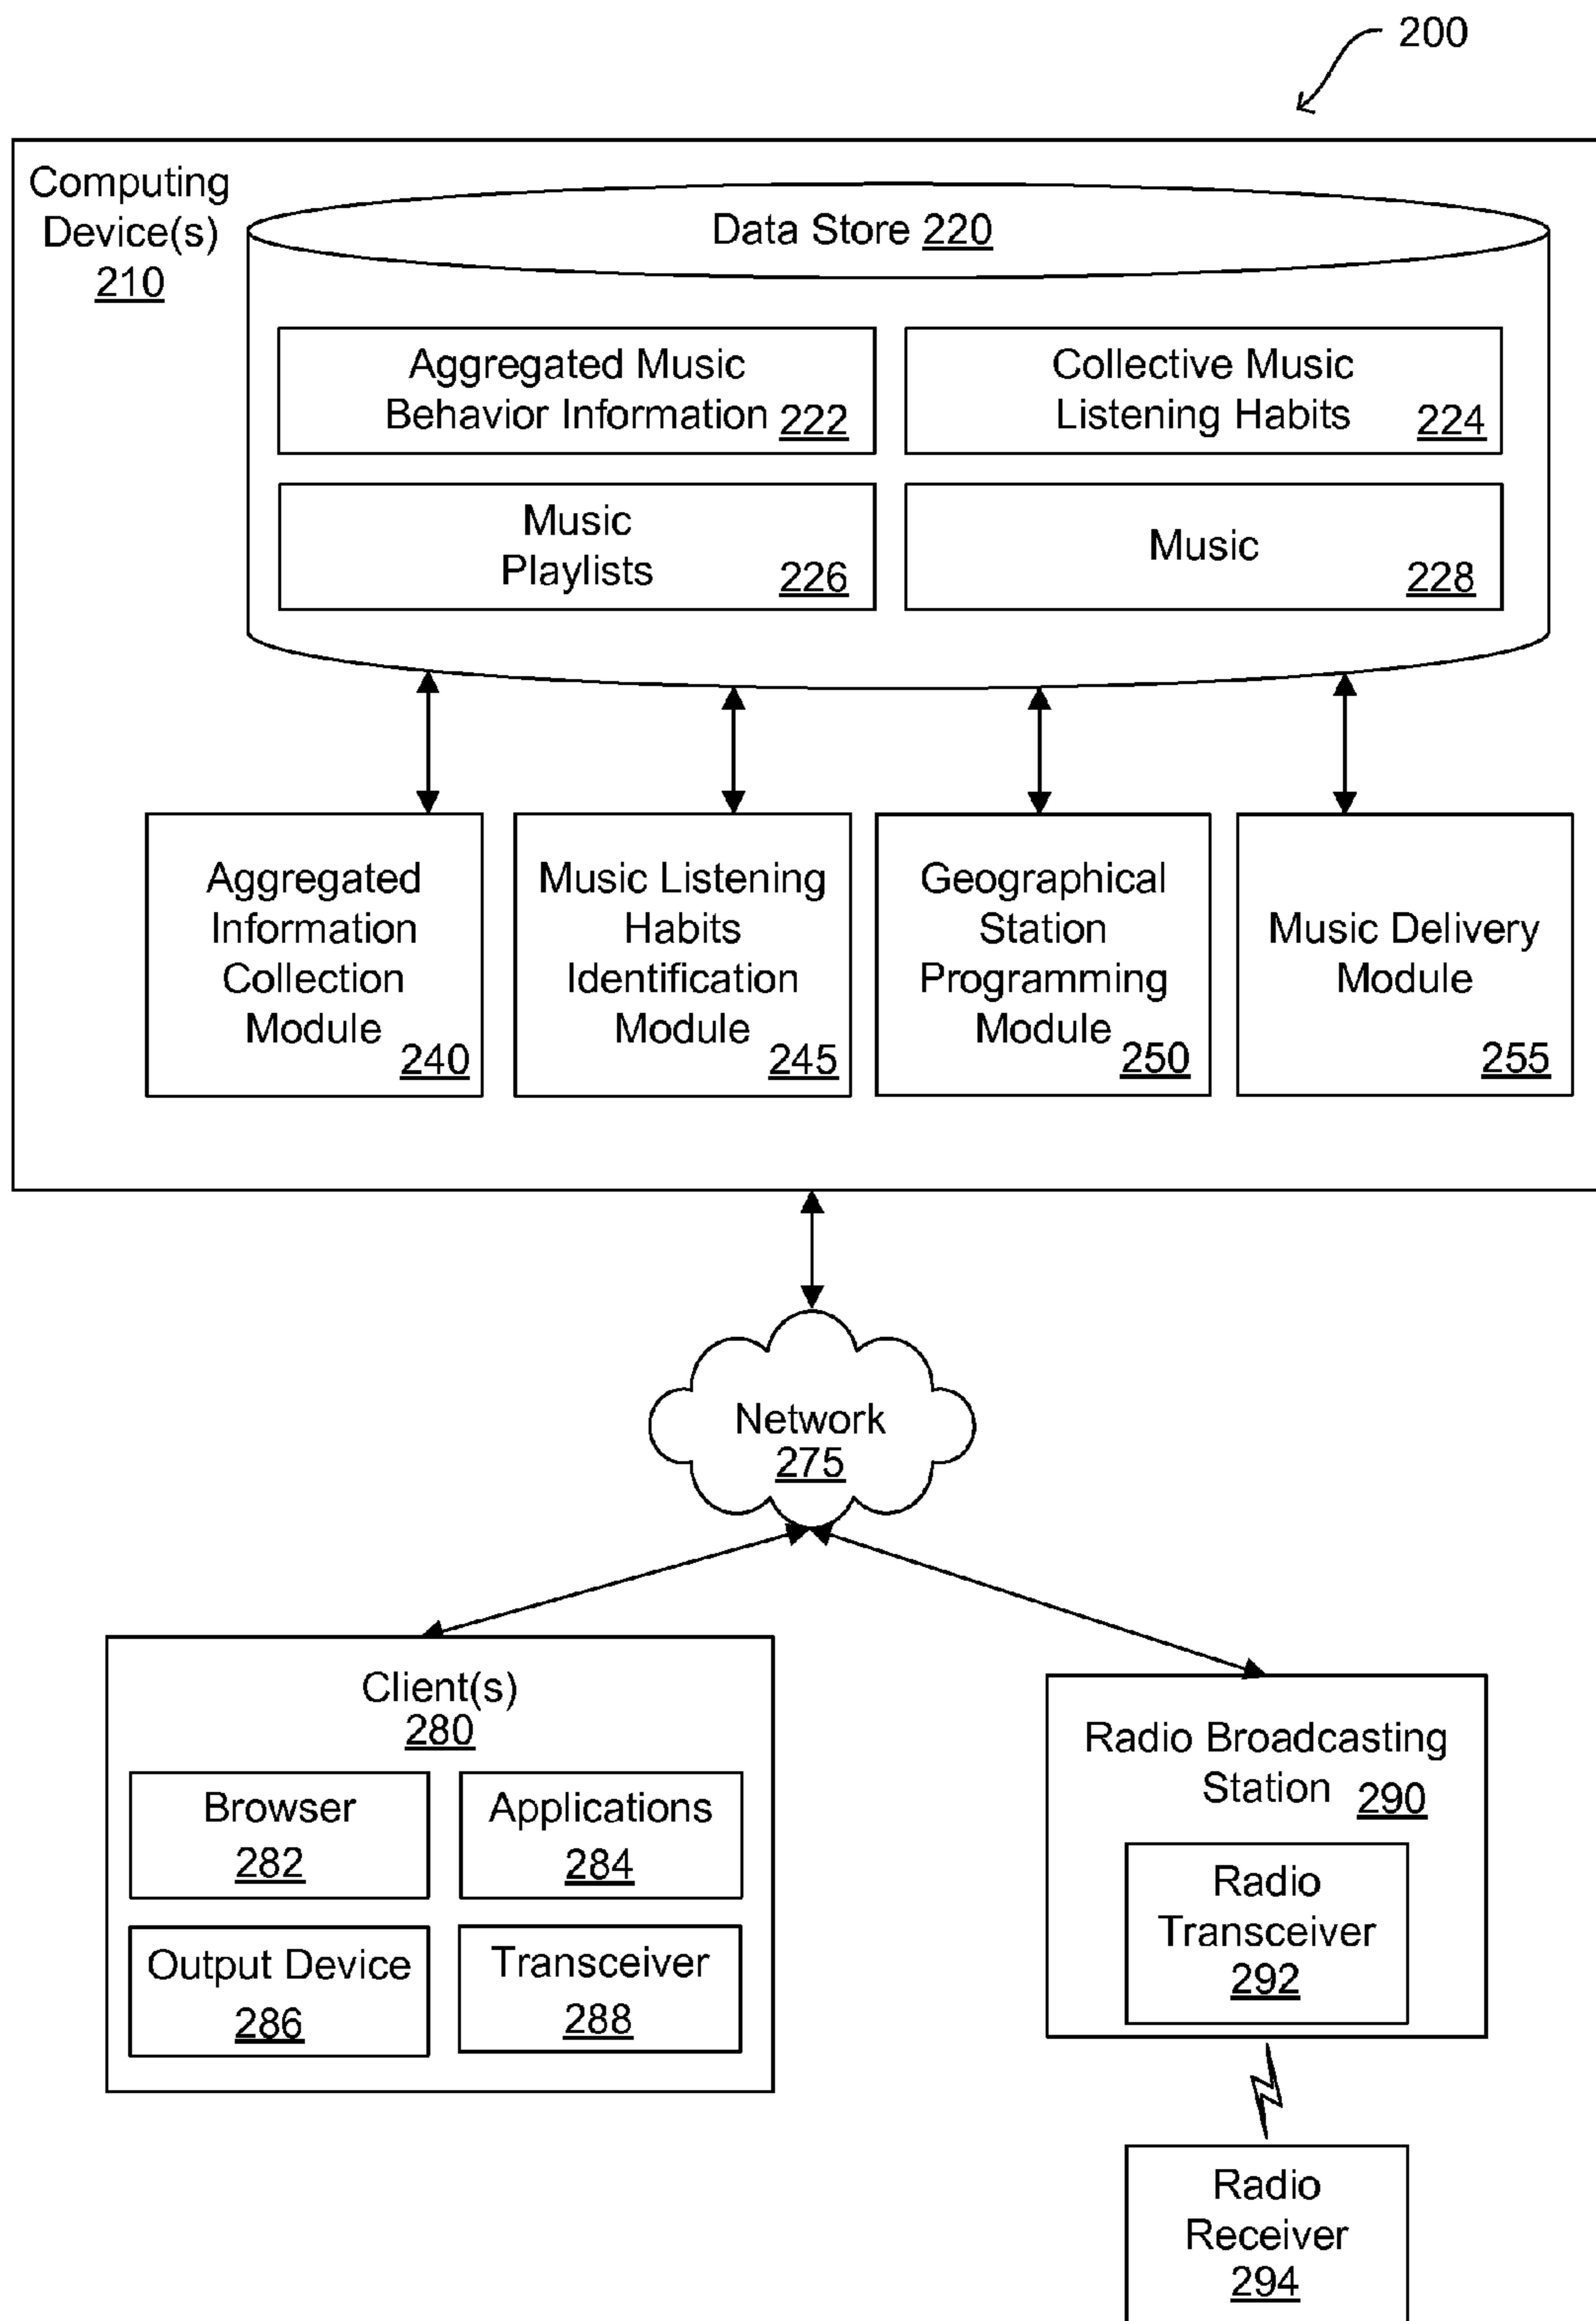 200
Computing
Device(s)
210
Data Store 220
Aggregated Music
Behavior Information 222
Collective Music
Listening Habits 224
Music
Playlists 226
Music
228
Aggregated
Information
Collection
Module 240
Music Listening
Habits
Identification
Module 245
Geographical
Station
Programming
Module 250
Music Delivery
Module
255
Network
275
Client(s)
280
Browser
282
Applications
284
Output Device
286
Transceiver
288
Radio Broadcasting
Station 290
Radio
Transceiver
292
Radio
Receiver
294